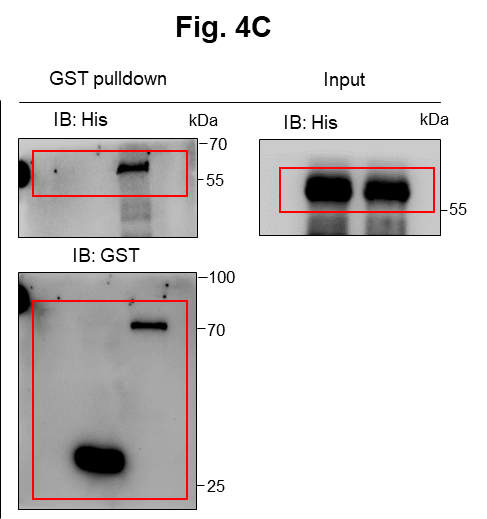 Fig. 4C
GST pulldown
Input
IB: His
kDa
IB: His
kDa
70
55
55
IB: GST
100
70
25